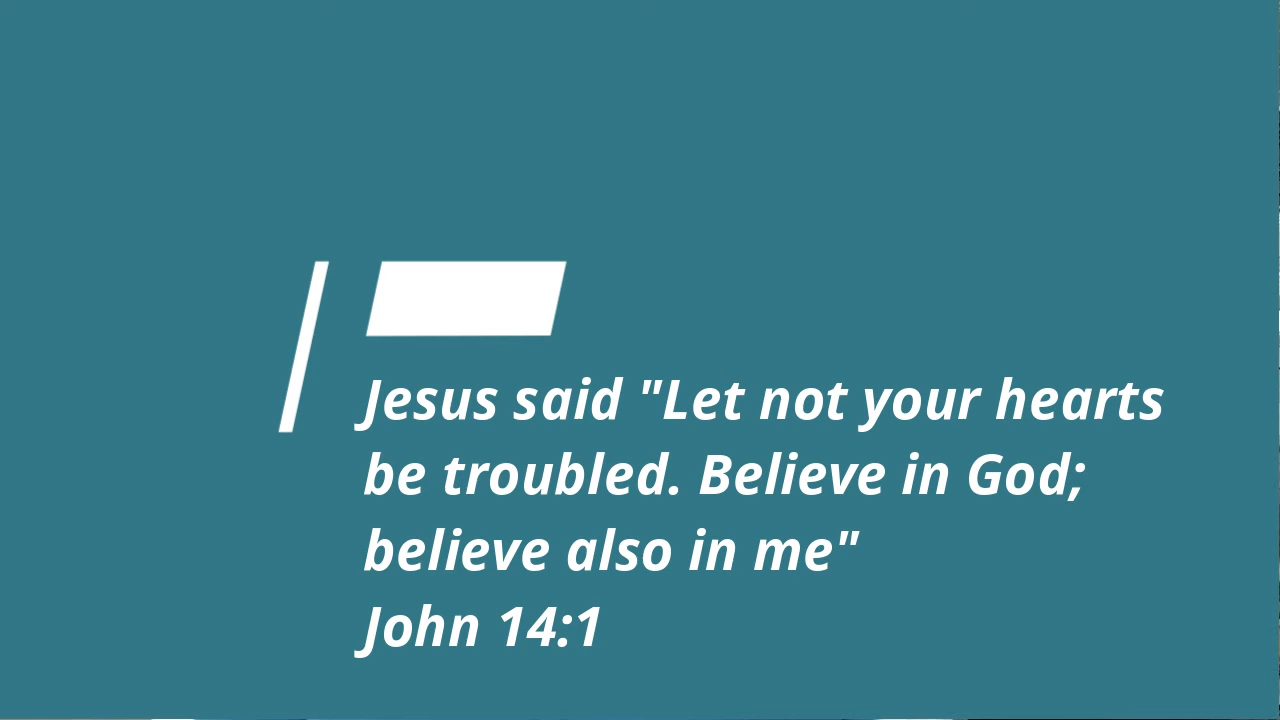 Jesus said "Let not your hearts
be troubled. Believe in God;
believe also in me"
John 14:1